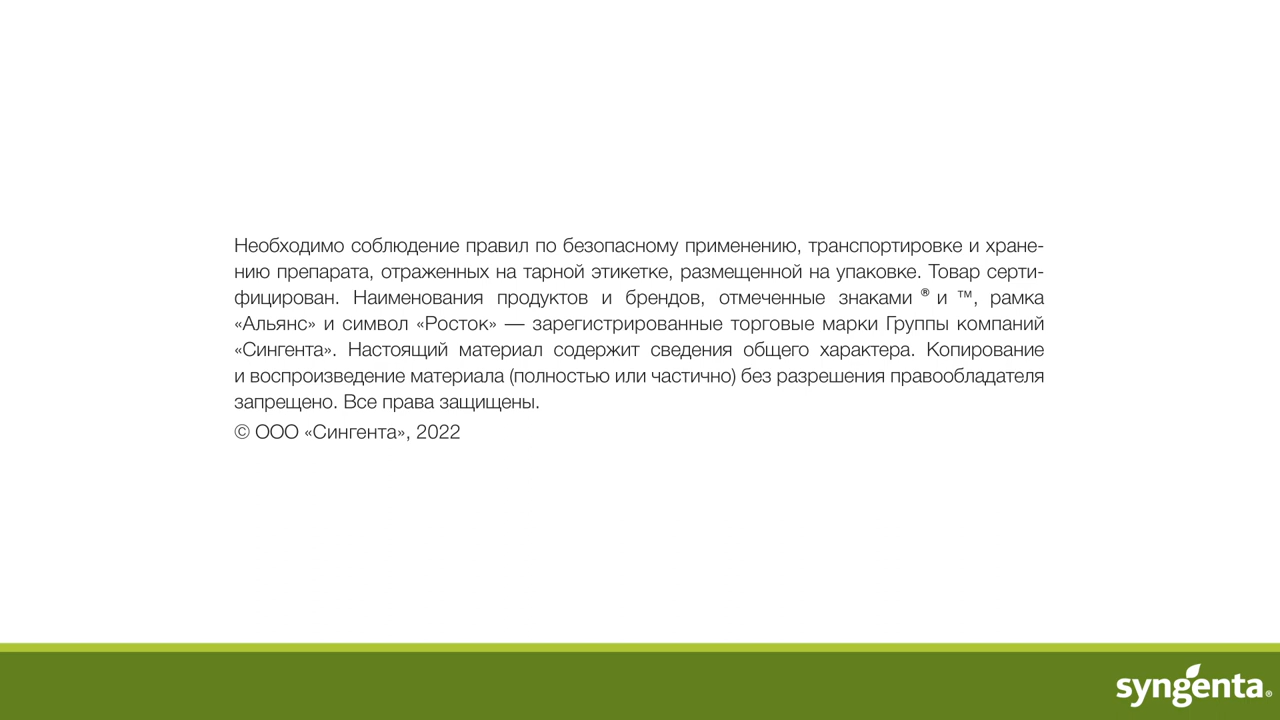 Необходимо соблюдение правил по безопасному применению, транспортировке и хране-
нию препарата, отраженных на тарной этикетке, размещенной на упаковке. Товар серти-
фицирован. Наименования продуктов и брендов, отмеченные знаками ® и ™, рамка
«Альянс» и символ «Росток» — зарегистрированные торговые марки Группы компаний
«Сингента». Настоящий материал содержит сведения общего характера. Копирование
и воспроизведение материала (полностью или частично) без разрешения правообладателя
запрещено. Все права защищены.
© ООО «Сингента», 2022
syngenta®